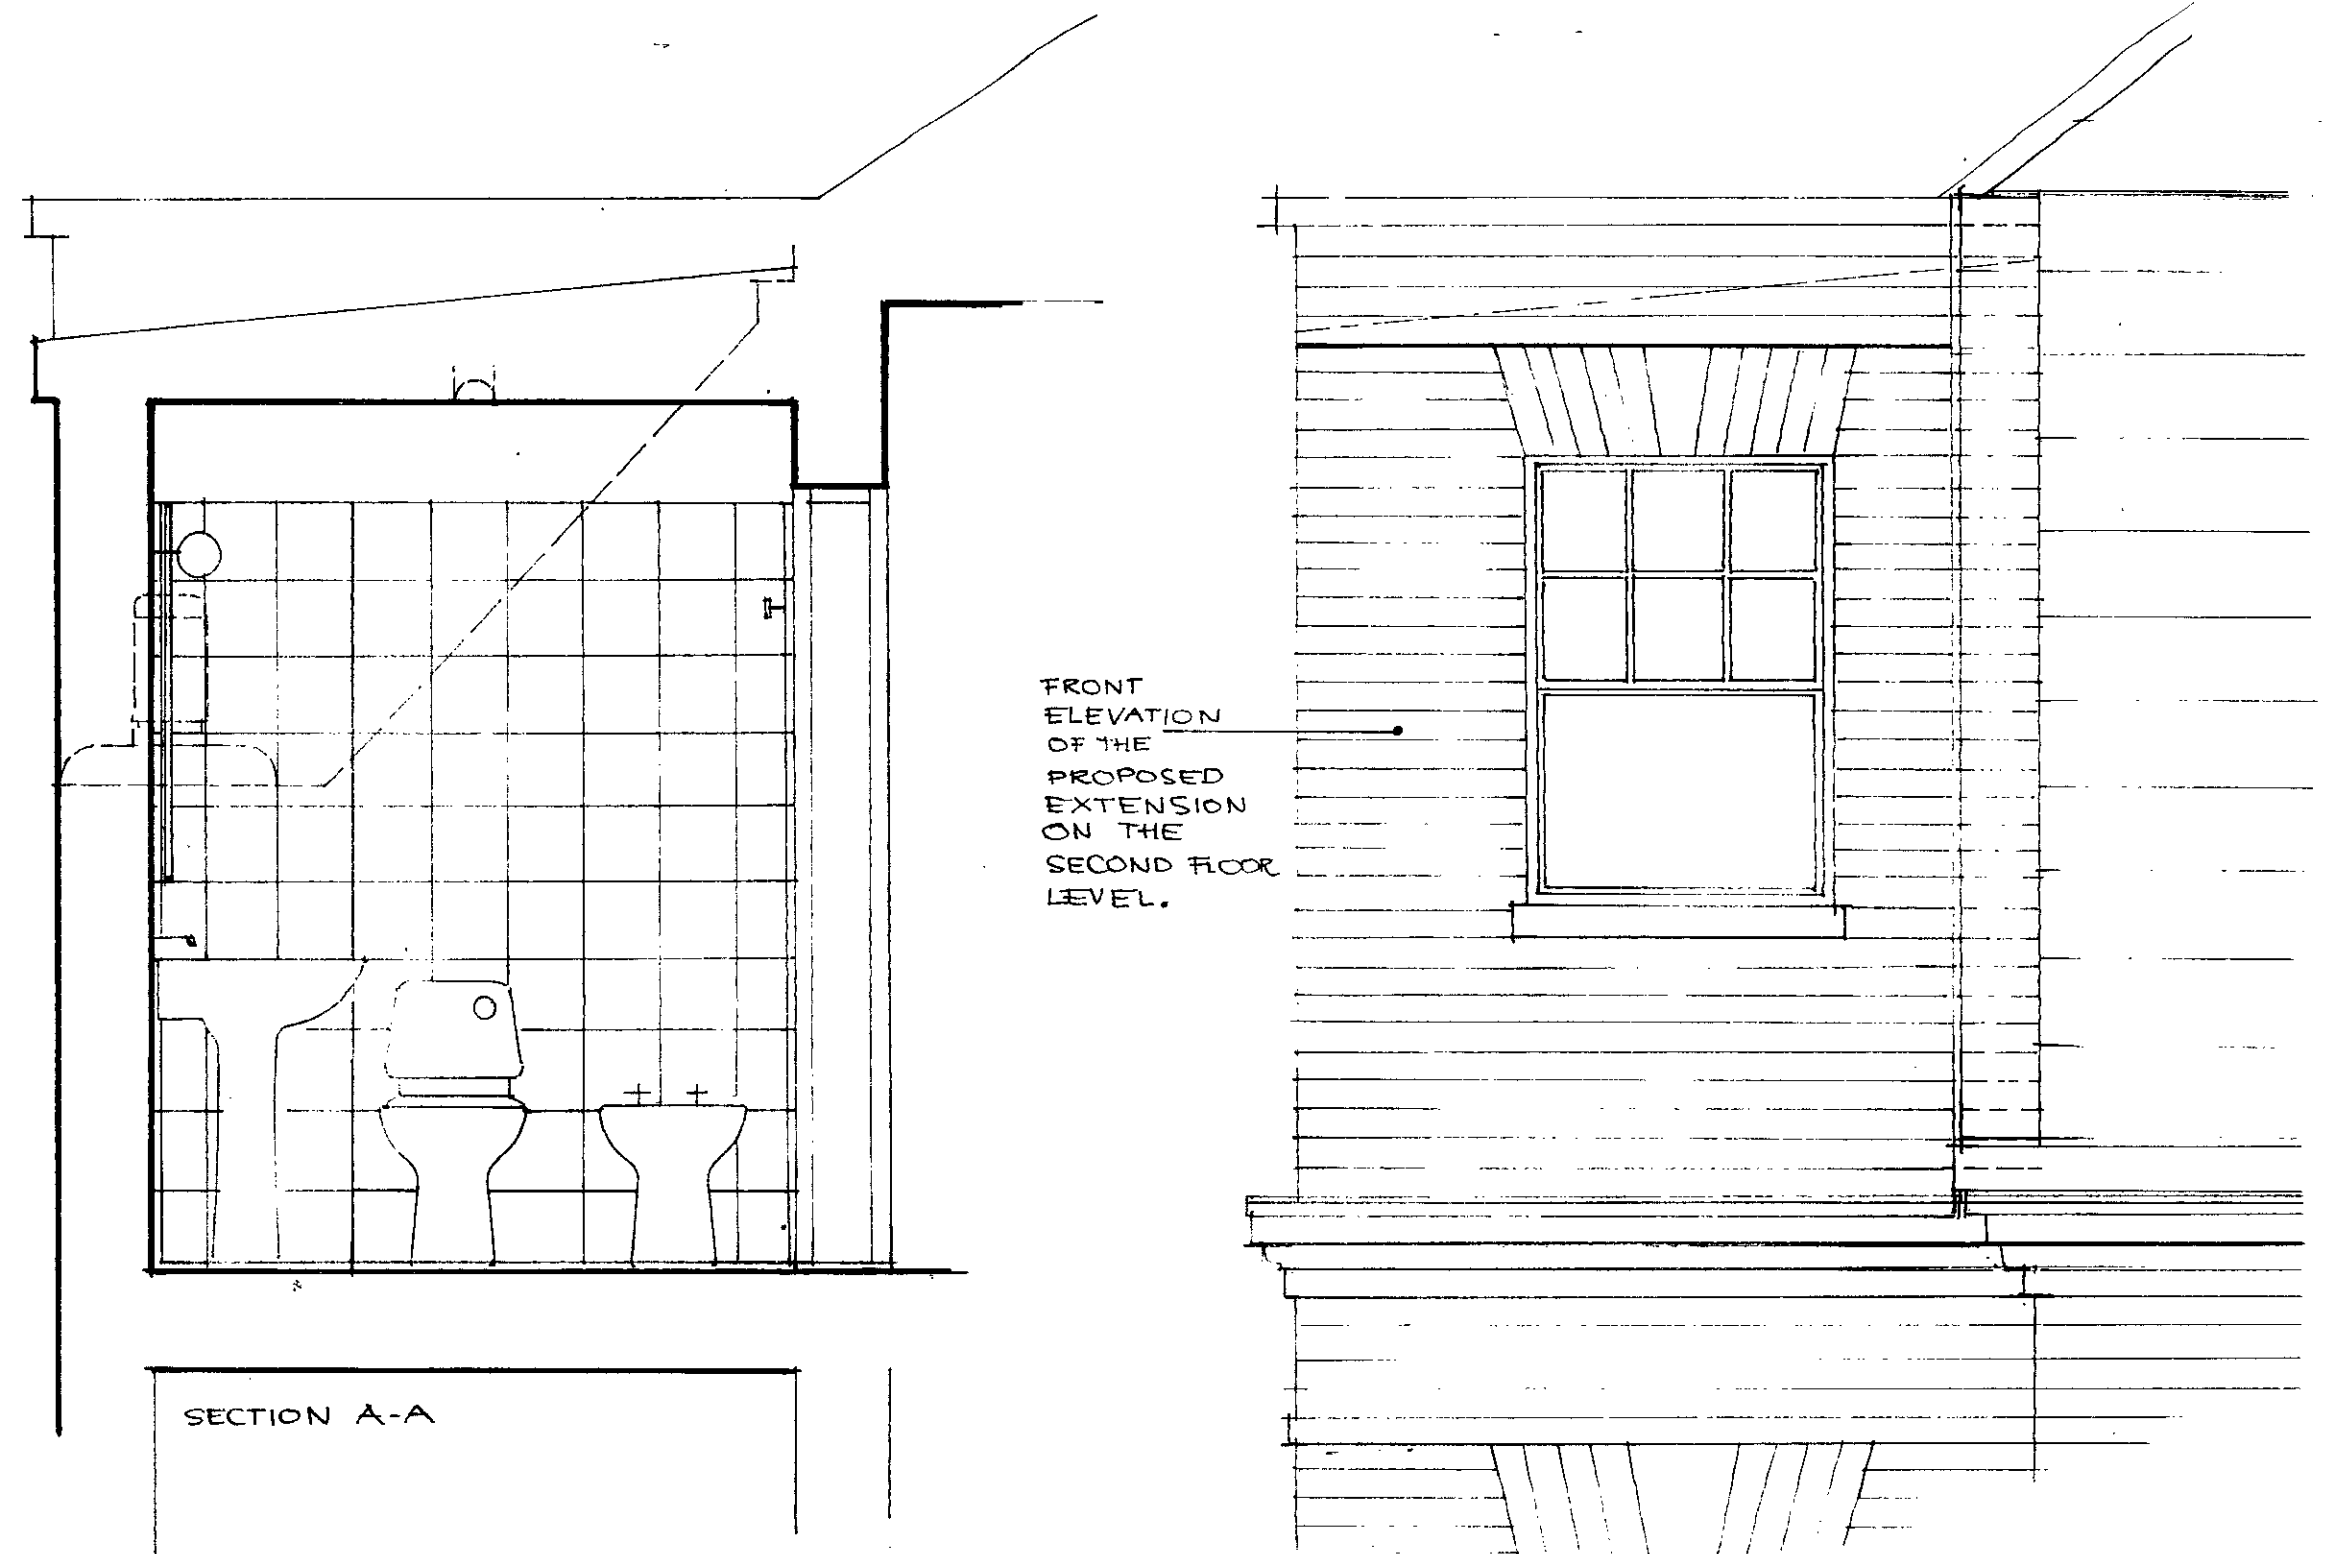 FRONT
ELEVATION
OF THE
PROPOSED
EXTENSION
ON THE
SECOND FLOOR
LEVEL.
SECTION A-A